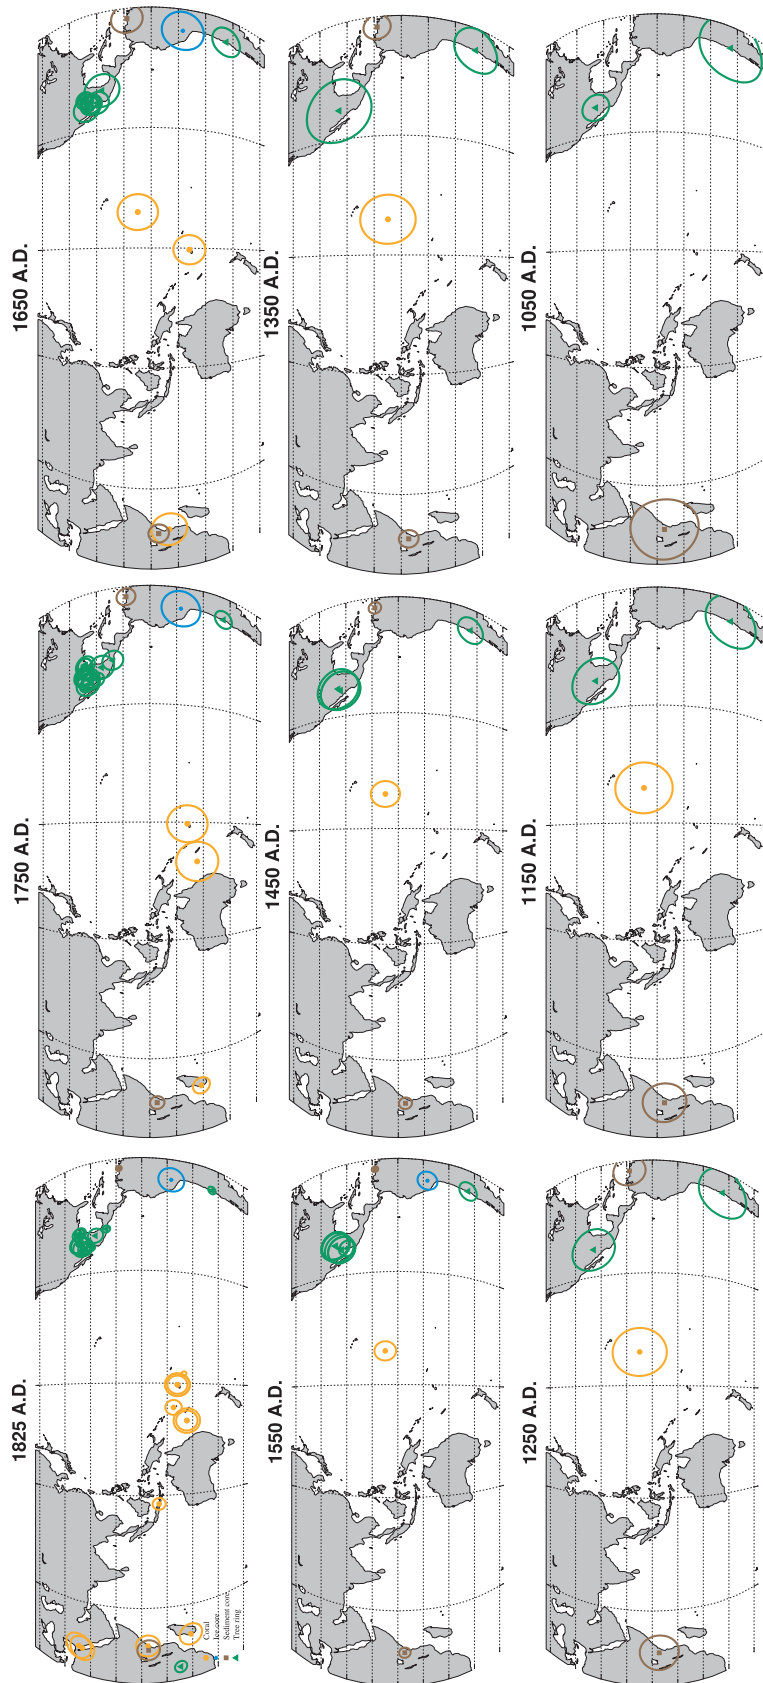 1825 A.D.
1750 A.D.
1650 A.D.
Coral
Ice core
Sediment core
Tree ring
1550 A.D.
1450 A.D.
1350 A.D.
1250 A.D.
1150 A.D.
1050 A.D.